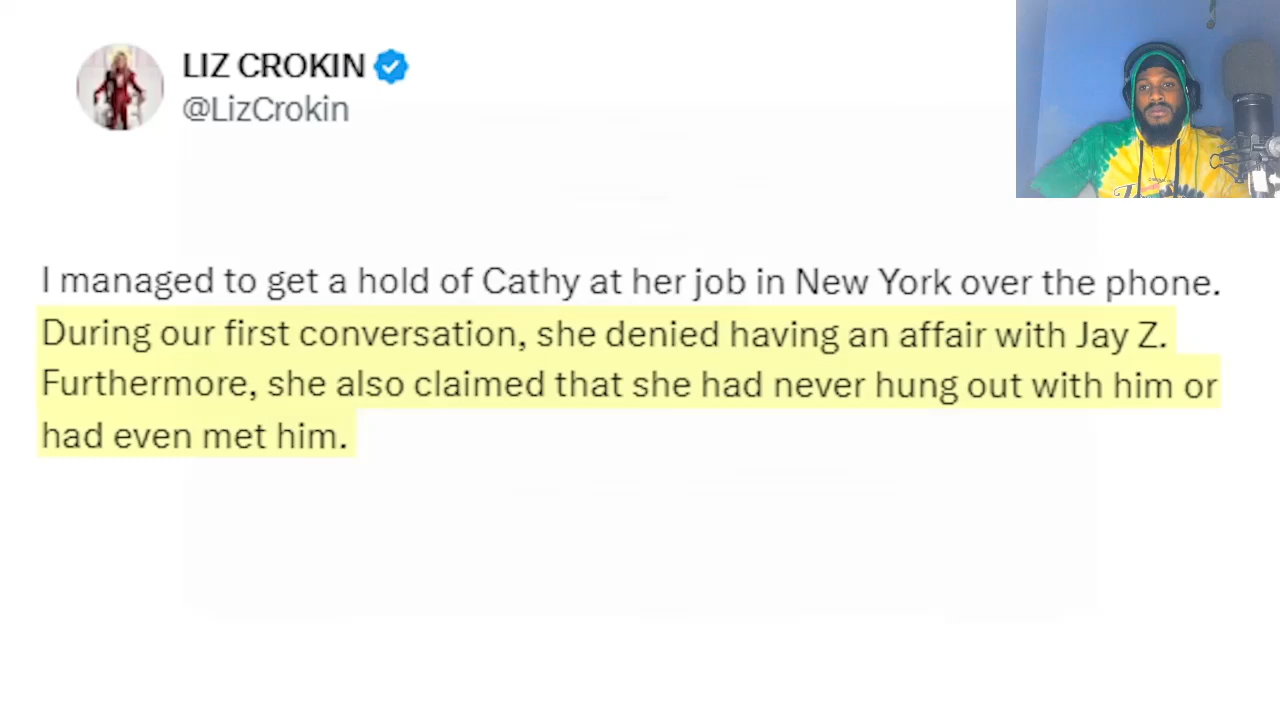 LIZ CROKIN
@LizCrokin
I managed to get a hold of Cathy at her job in New York over the phone.
During our first conversation, she denied having an affair with Jay Z.
Furthermore, she also claimed that she had never hung out with him or
had even met him.